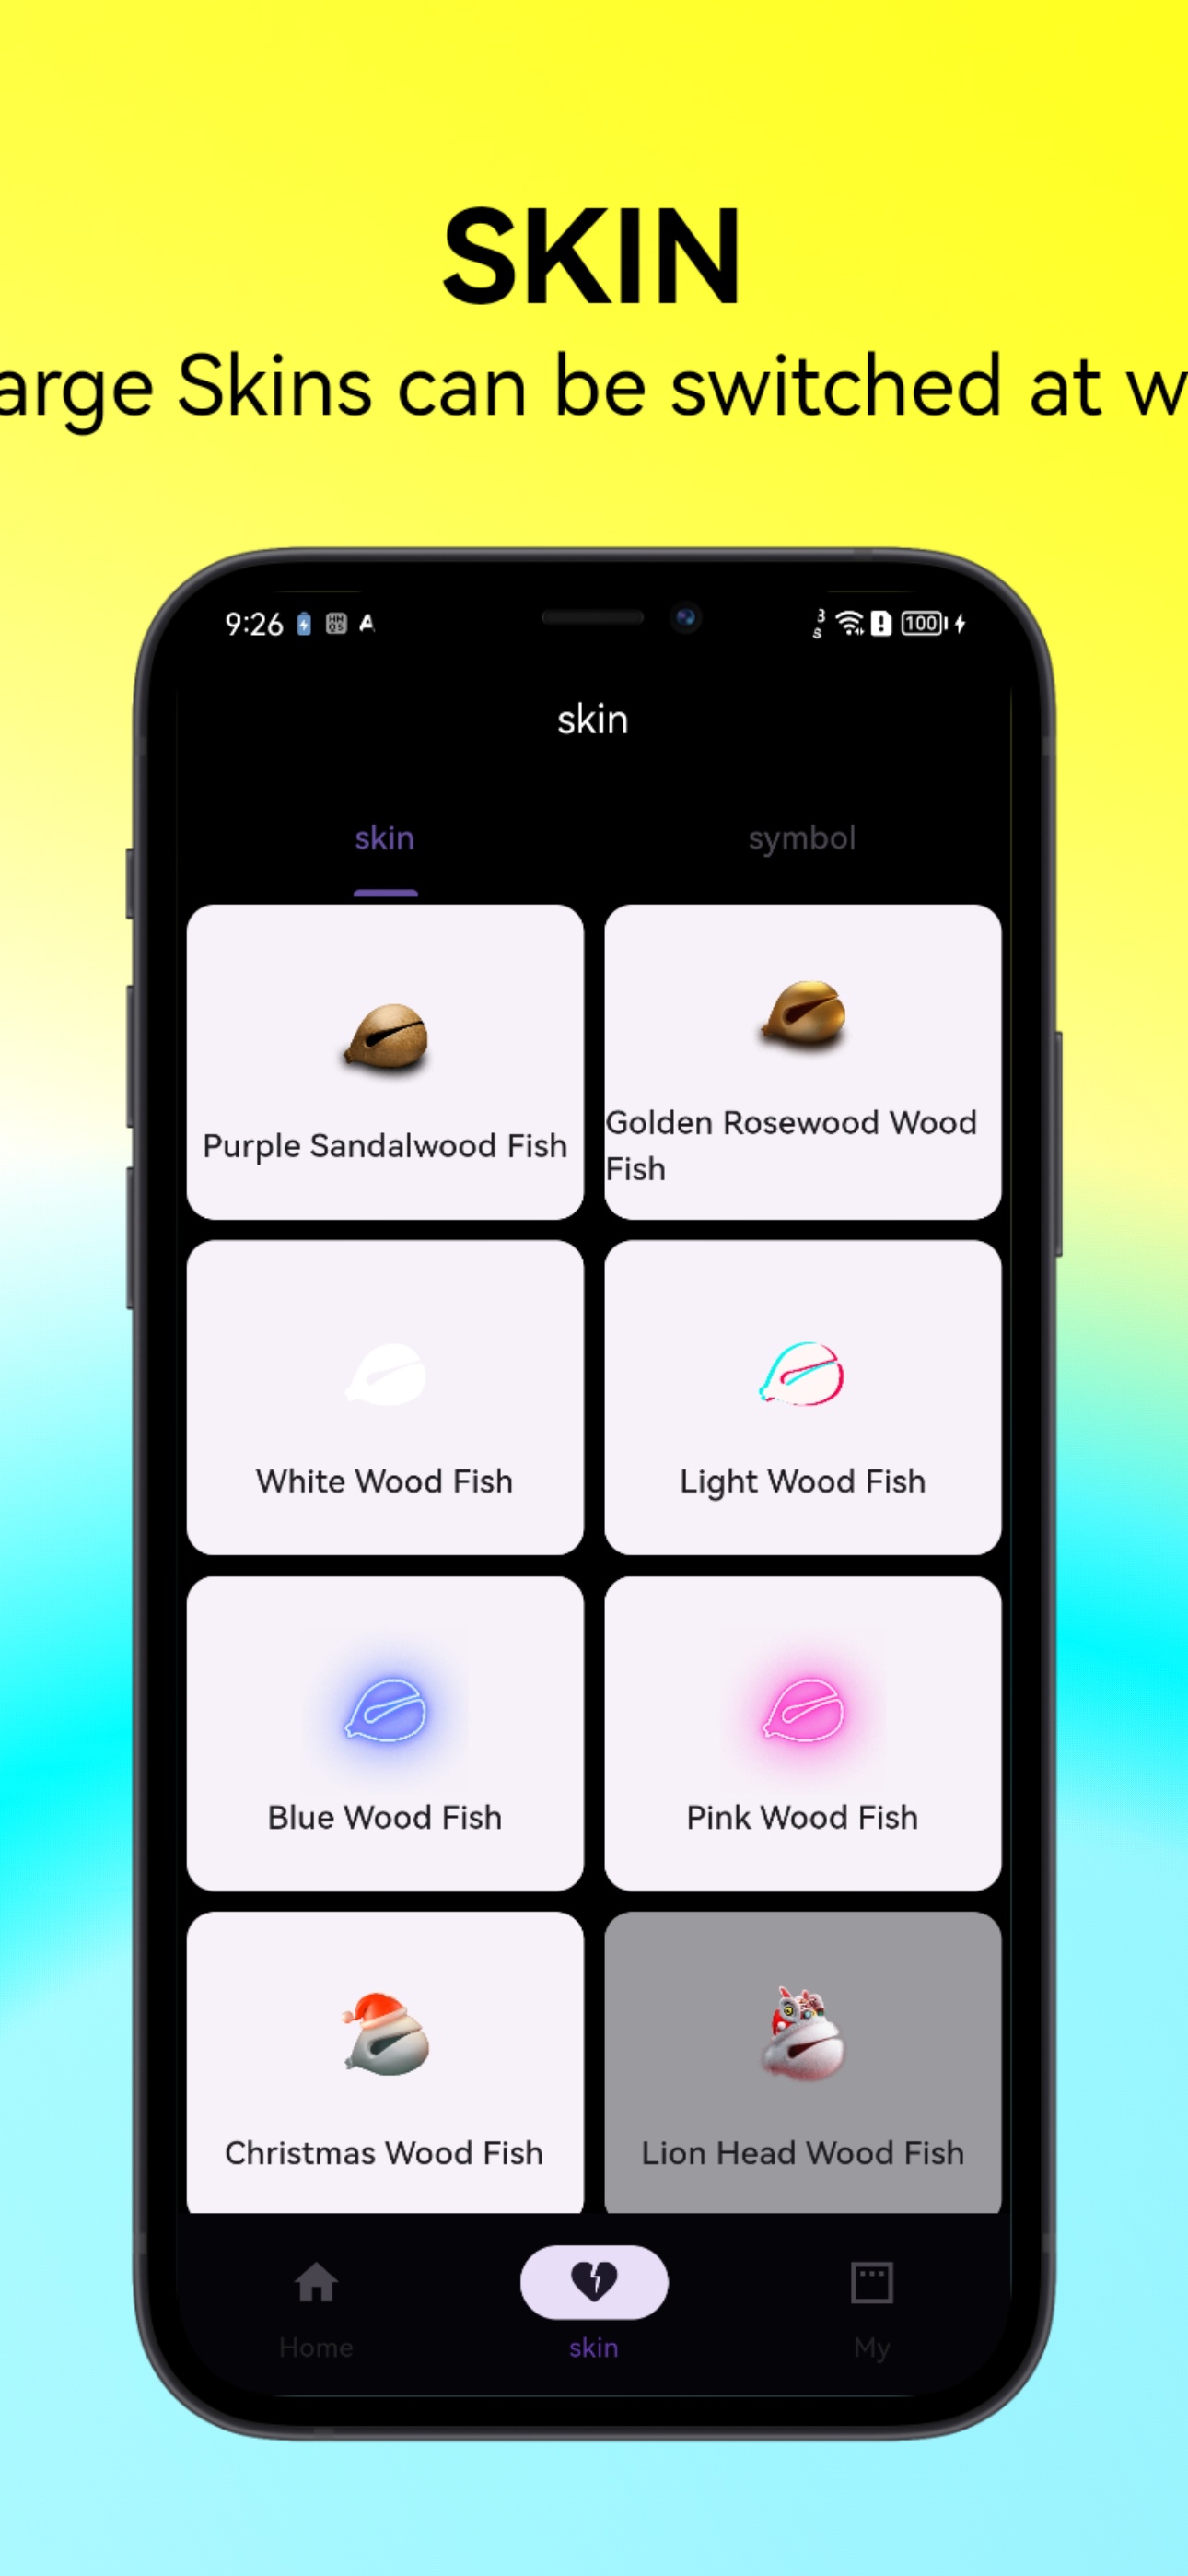 SKIN
arge Skins can be switched at w
9:26
100
skin
skin
symbol
Purple Sandalwood Fish
Golden Rosewood Wood
Fish
White Wood Fish
Light Wood Fish
Blue Wood Fish
Pink Wood Fish
Christmas Wood Fish
Lion Head Wood Fish
Home
skin
My